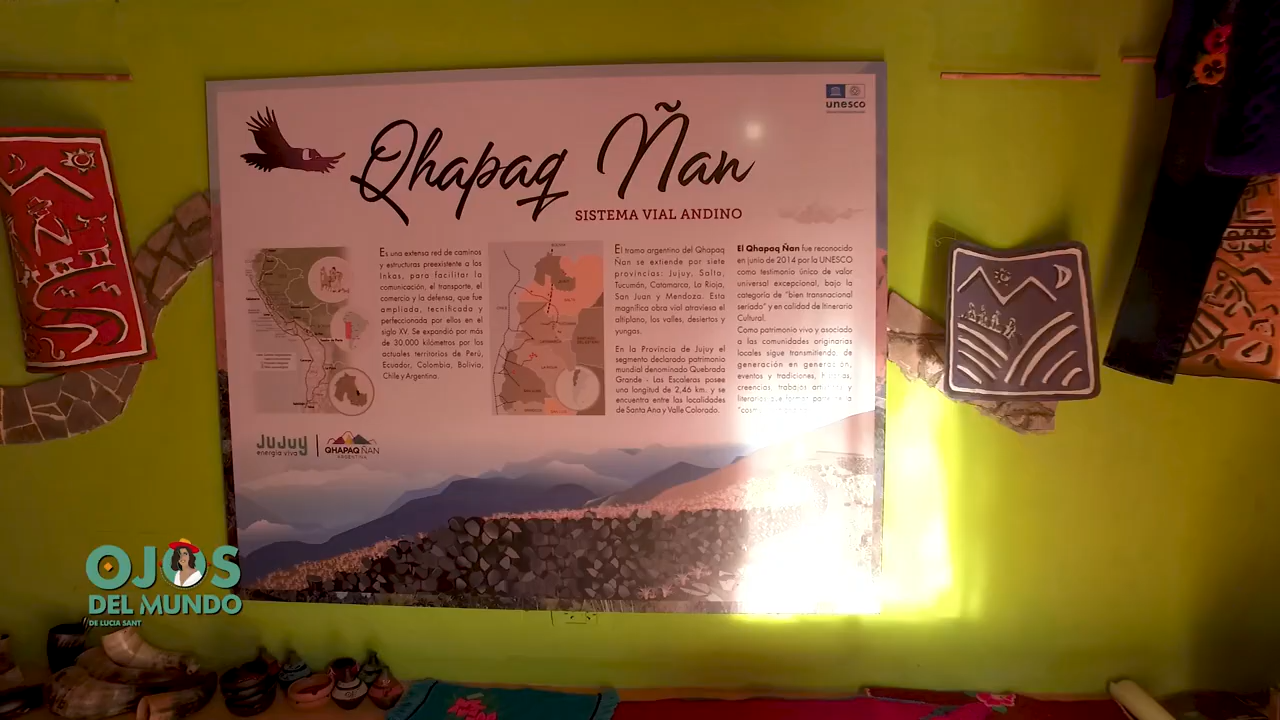 unesco
Qhapaq Ñan
SISTEMA VIAL ANDINO
Es una extensa red de caminos
y estructuras preexistente a los
Inkas, para facilitar la
comunicación, el transporte, el
comercio y la defensa, que fue
ampliada, tecnificada y
perfeccionada por ellos en el
siglo XV. Se expandió por más
de 30.000 kilómetros por los
actuales territorios de Perú,
Ecuador, Colombia, Bolivia,
Chile y Argentina.
El tramo argentino del Qhapaq
Ñan se extiende por siete
provincias: Jujuy, Salta,
Tucumán, Catamarca, La Rioja,
San Juan y Mendoza. Esta
magnífica obra vial atraviesa el
altiplano, los valles, desiertos y
yungas.
En la Provincia de Jujuy el
segmento declarado patrimonio
mundial denominado Quebrada
Grande - Las Escaleras posee
una longitud de 2,46 km. y se
encuentra entre las localidades
de Santa Ana y Valle Colorado.
El Qhapaq Ñan fue reconocido
en junio de 2014 por la UNESCO
como testimonio único de valor
universal excepcional, bajo la
categoría de "bien transnacional
seriado" y en calidad de Itinerario
Cultural.
Como patrimonio vivo y asociado
a las comunidades originarias
locales sigue transmitiendo, de
generación en generación,
eventos y tradiciones,
creencias, trabajos y
que forman parte
JuJuy
energía viva
QHAPAQ ÑAN
ARGENTINA
OJOS
DEL MUNDO
DE LUCIA SANT